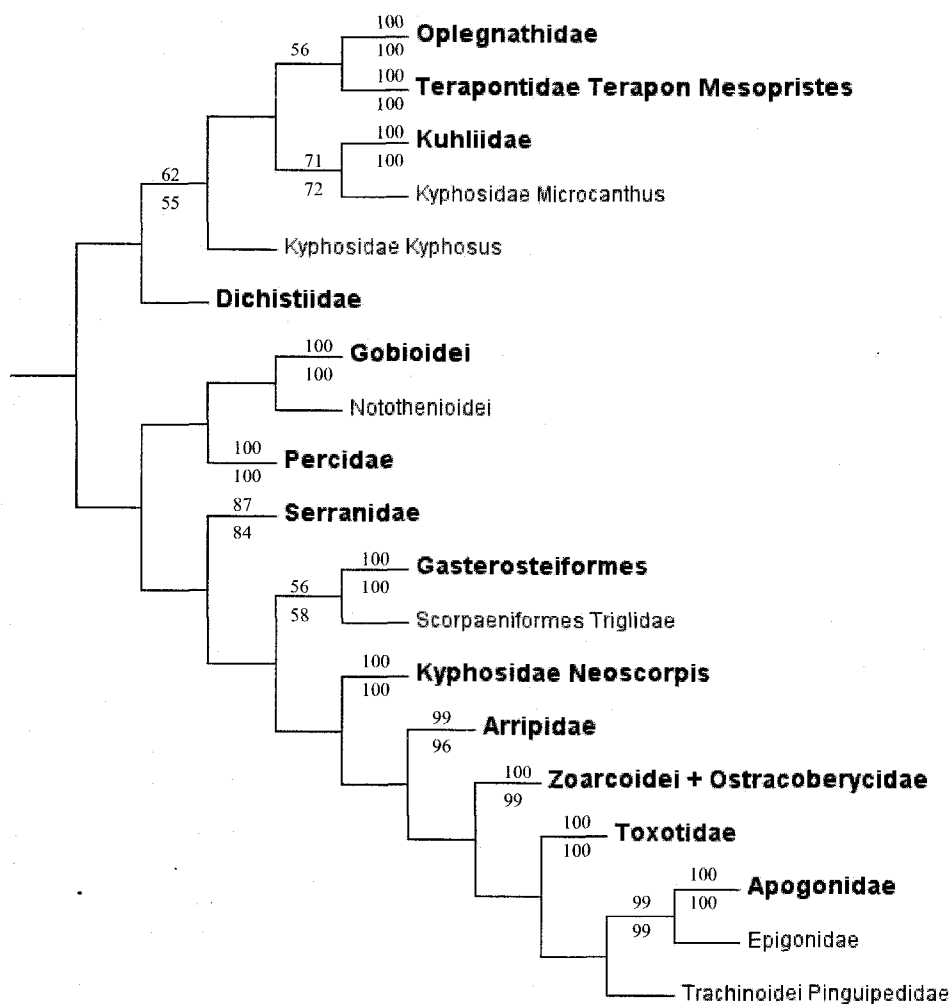 100
Oplegnathidae
56
100
100
Terapontidae Terapon Mesopristes
100
100
Kuhliidae
71
100
62
72
Kyphosidae Microcanthus
55
Kyphosidae Kyphosus
Dichistiidae
100
Gobioidei
100
Notothenioidei
100
Percidae
100
87
Serranidae
84
100
Gasterosteiformes
56
100
58
Scorpaeniformes Triglidae
100
Kyphosidae Neoscorpis
100
99
Arripidae
96
100
Zoarcoidei + Ostracoberycidae
99
100
Toxotidae
100
100
Apogonidae
99
100
99
Epigonidae
Trachinoidei Pinguipedidae